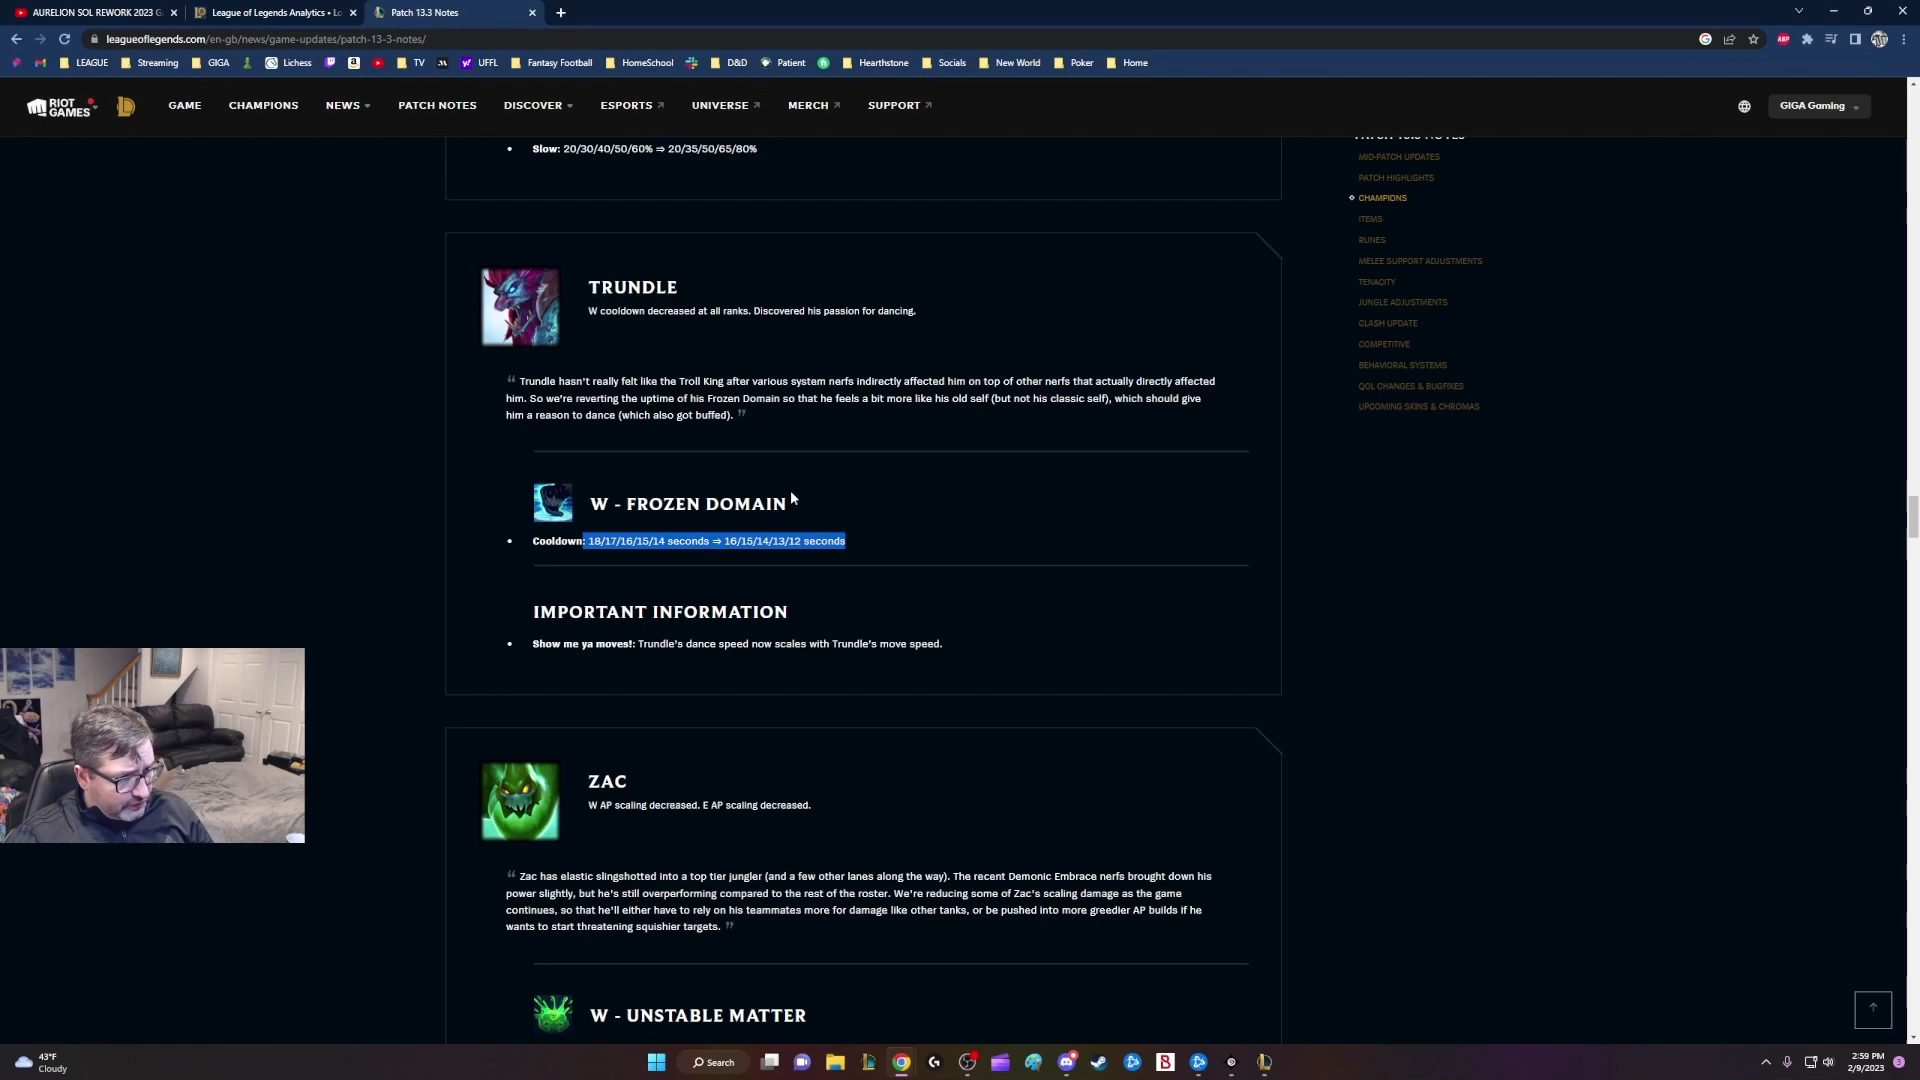 AURELION SOL REWORK 2023 G
League of Legends Analytics • Lo
Patch 13.3 Notes
leagueoflegends.com/en-gb/news/game-updates/patch-13-3-notes/
LEAGUE Streaming GIGA Lichess TV UFFL Fantasy Football HomeSchool D&D Patient Hearthstone Socials New World Poker Home
RIOT GAMES GAME CHAMPIONS NEWS PATCH NOTES DISCOVER ESPORTS UNIVERSE MERCH SUPPORT GIGA Gaming
Slow: 20/30/40/50/60% ⇒ 20/35/50/65/80%
TRUNDLE
W cooldown decreased at all ranks. Discovered his passion for dancing.
“ Trundle hasn't really felt like the Troll King after various system nerfs indirectly affected him on top of other nerfs that actually directly affected
him. So we're reverting the uptime of his Frozen Domain so that he feels a bit more like his old self (but not his classic self), which should give
him a reason to dance (which also got buffed). ”
W - FROZEN DOMAIN
• Cooldown: 18/17/16/15/14 seconds ⇒ 16/15/14/13/12 seconds
IMPORTANT INFORMATION
• Show me ya moves!: Trundle's dance speed now scales with Trundle's move speed.
ZAC
W AP scaling decreased. E AP scaling decreased.
“ Zac has elastic slingshotted into a top tier jungler (and a few other lanes along the way). The recent Demonic Embrace nerfs brought down his
power slightly, but he's still overperforming compared to the rest of the roster. We're reducing some of Zac's scaling damage as the game
continues, so that he'll either have to rely on his teammates more for damage like other tanks, or be pushed into more greedier AP builds if he
wants to start threatening squishier targets. ”
W - UNSTABLE MATTER
PATCH 13.3 NOTES
MID-PATCH UPDATES
PATCH HIGHLIGHTS
CHAMPIONS
ITEMS
RUNES
MELEE SUPPORT ADJUSTMENTS
TENACITY
JUNGLE ADJUSTMENTS
CLASH UPDATE
COMPETITIVE
BEHAVIORAL SYSTEMS
QOL CHANGES & BUGFIXES
UPCOMING SKINS & CHROMAS
43°F
Cloudy
Search
2:59 PM
2/9/2023
3